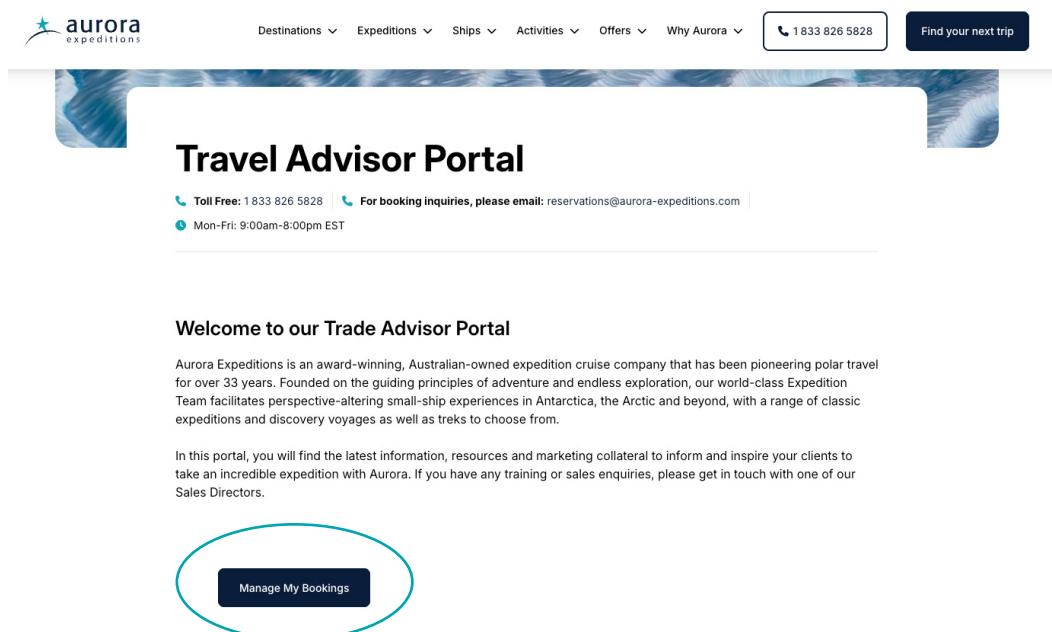 aurora
expeditions
Destinations Expeditions Ships Activities Offers Why Aurora 1 833 826 5828 Find your next trip
Travel Advisor Portal
Toll Free: 1 833 826 5828 For booking inquiries, please email: reservations@aurora-expeditions.com
Mon-Fri: 9:00am-8:00pm EST
Welcome to our Trade Advisor Portal
Aurora Expeditions is an award-winning, Australian-owned expedition cruise company that has been pioneering polar travel
for over 33 years. Founded on the guiding principles of adventure and endless exploration, our world-class Expedition
Team facilitates perspective-altering small-ship experiences in Antarctica, the Arctic and beyond, with a range of classic
expeditions and discovery voyages as well as treks to choose from.
In this portal, you will find the latest information, resources and marketing collateral to inform and inspire your clients to
take an incredible expedition with Aurora. If you have any training or sales enquiries, please get in touch with one of our
Sales Directors.
Manage My Bookings